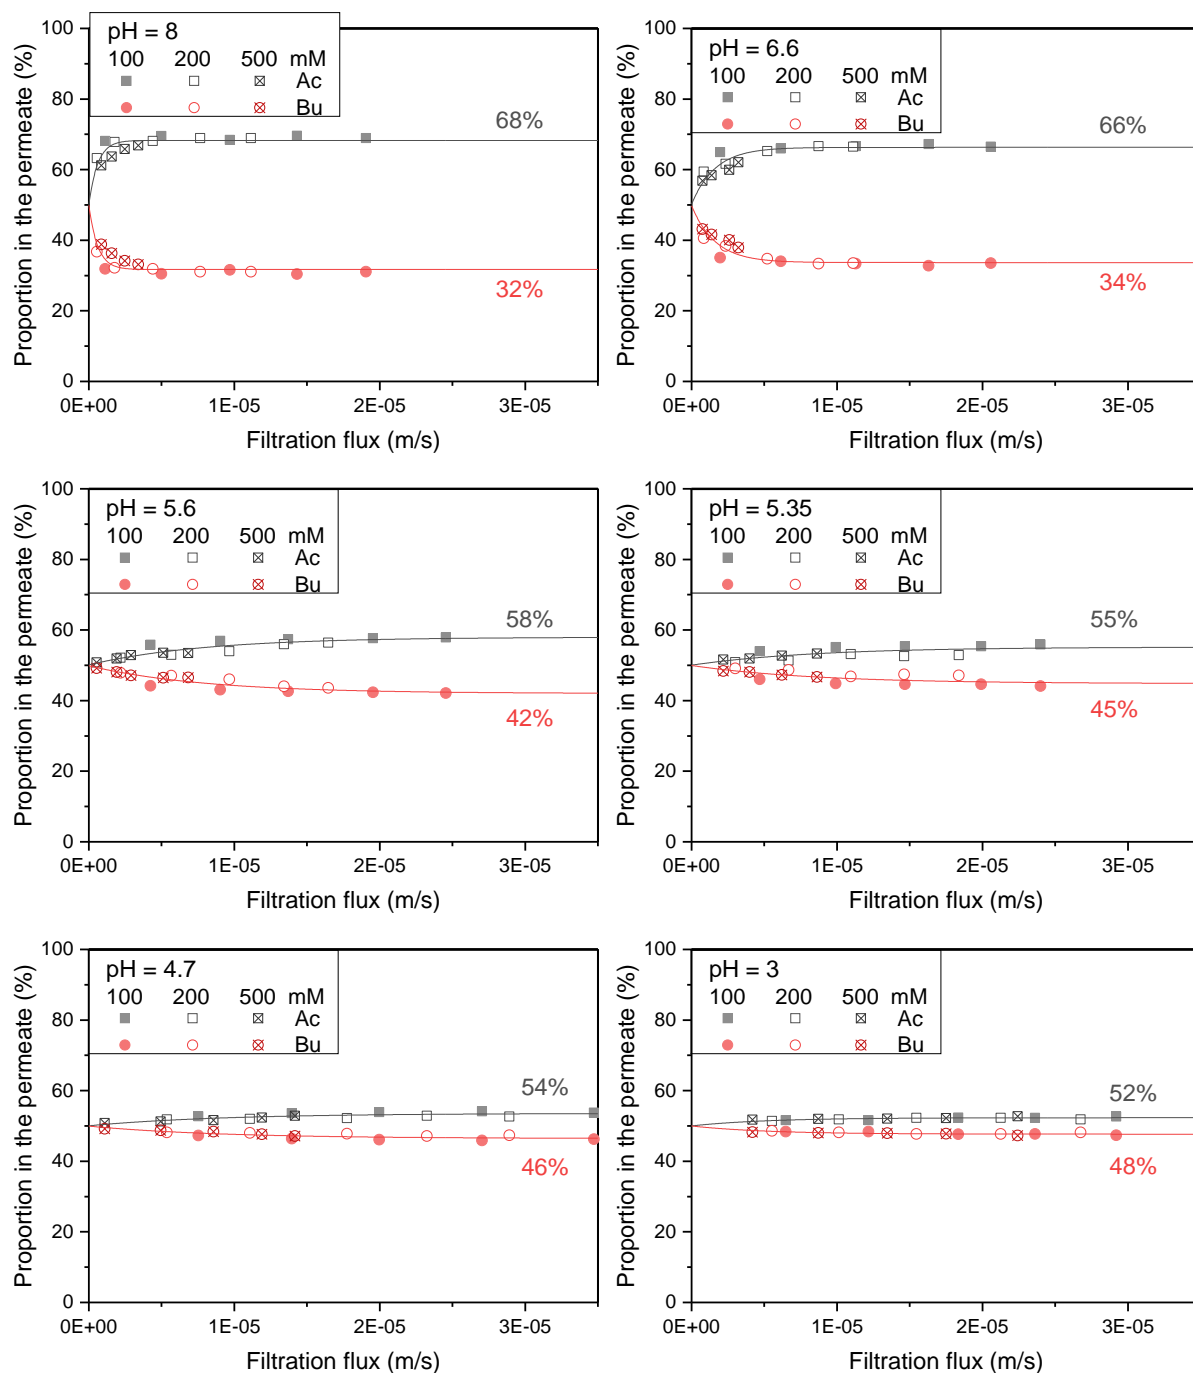 Proportion in the permeate (%)
100
80
60
40
20
0
pH = 8
100 200 500 mM
Ac
Bu
68%
32%
0E+00 1E-05 2E-05 3E-05
Filtration flux (m/s)
Proportion in the permeate (%)
100
80
60
40
20
0
pH = 6.6
100 200 500 mM
Ac
Bu
66%
34%
0E+00 1E-05 2E-05 3E-05
Filtration flux (m/s)
Proportion in the permeate (%)
100
80
60
40
20
0
pH = 5.6
100 200 500 mM
Ac
Bu
58%
42%
0E+00 1E-05 2E-05 3E-05
Filtration flux (m/s)
Proportion in the permeate (%)
100
80
60
40
20
0
pH = 5.35
100 200 500 mM
Ac
Bu
55%
45%
0E+00 1E-05 2E-05 3E-05
Filtration flux (m/s)
Proportion in the permeate (%)
100
80
60
40
20
0
pH = 4.7
100 200 500 mM
Ac
Bu
54%
46%
0E+00 1E-05 2E-05 3E-05
Filtration flux (m/s)
Proportion in the permeate (%)
100
80
60
40
20
0
pH = 3
100 200 500 mM
Ac
Bu
52%
48%
0E+00 1E-05 2E-05 3E-05
Filtration flux (m/s)